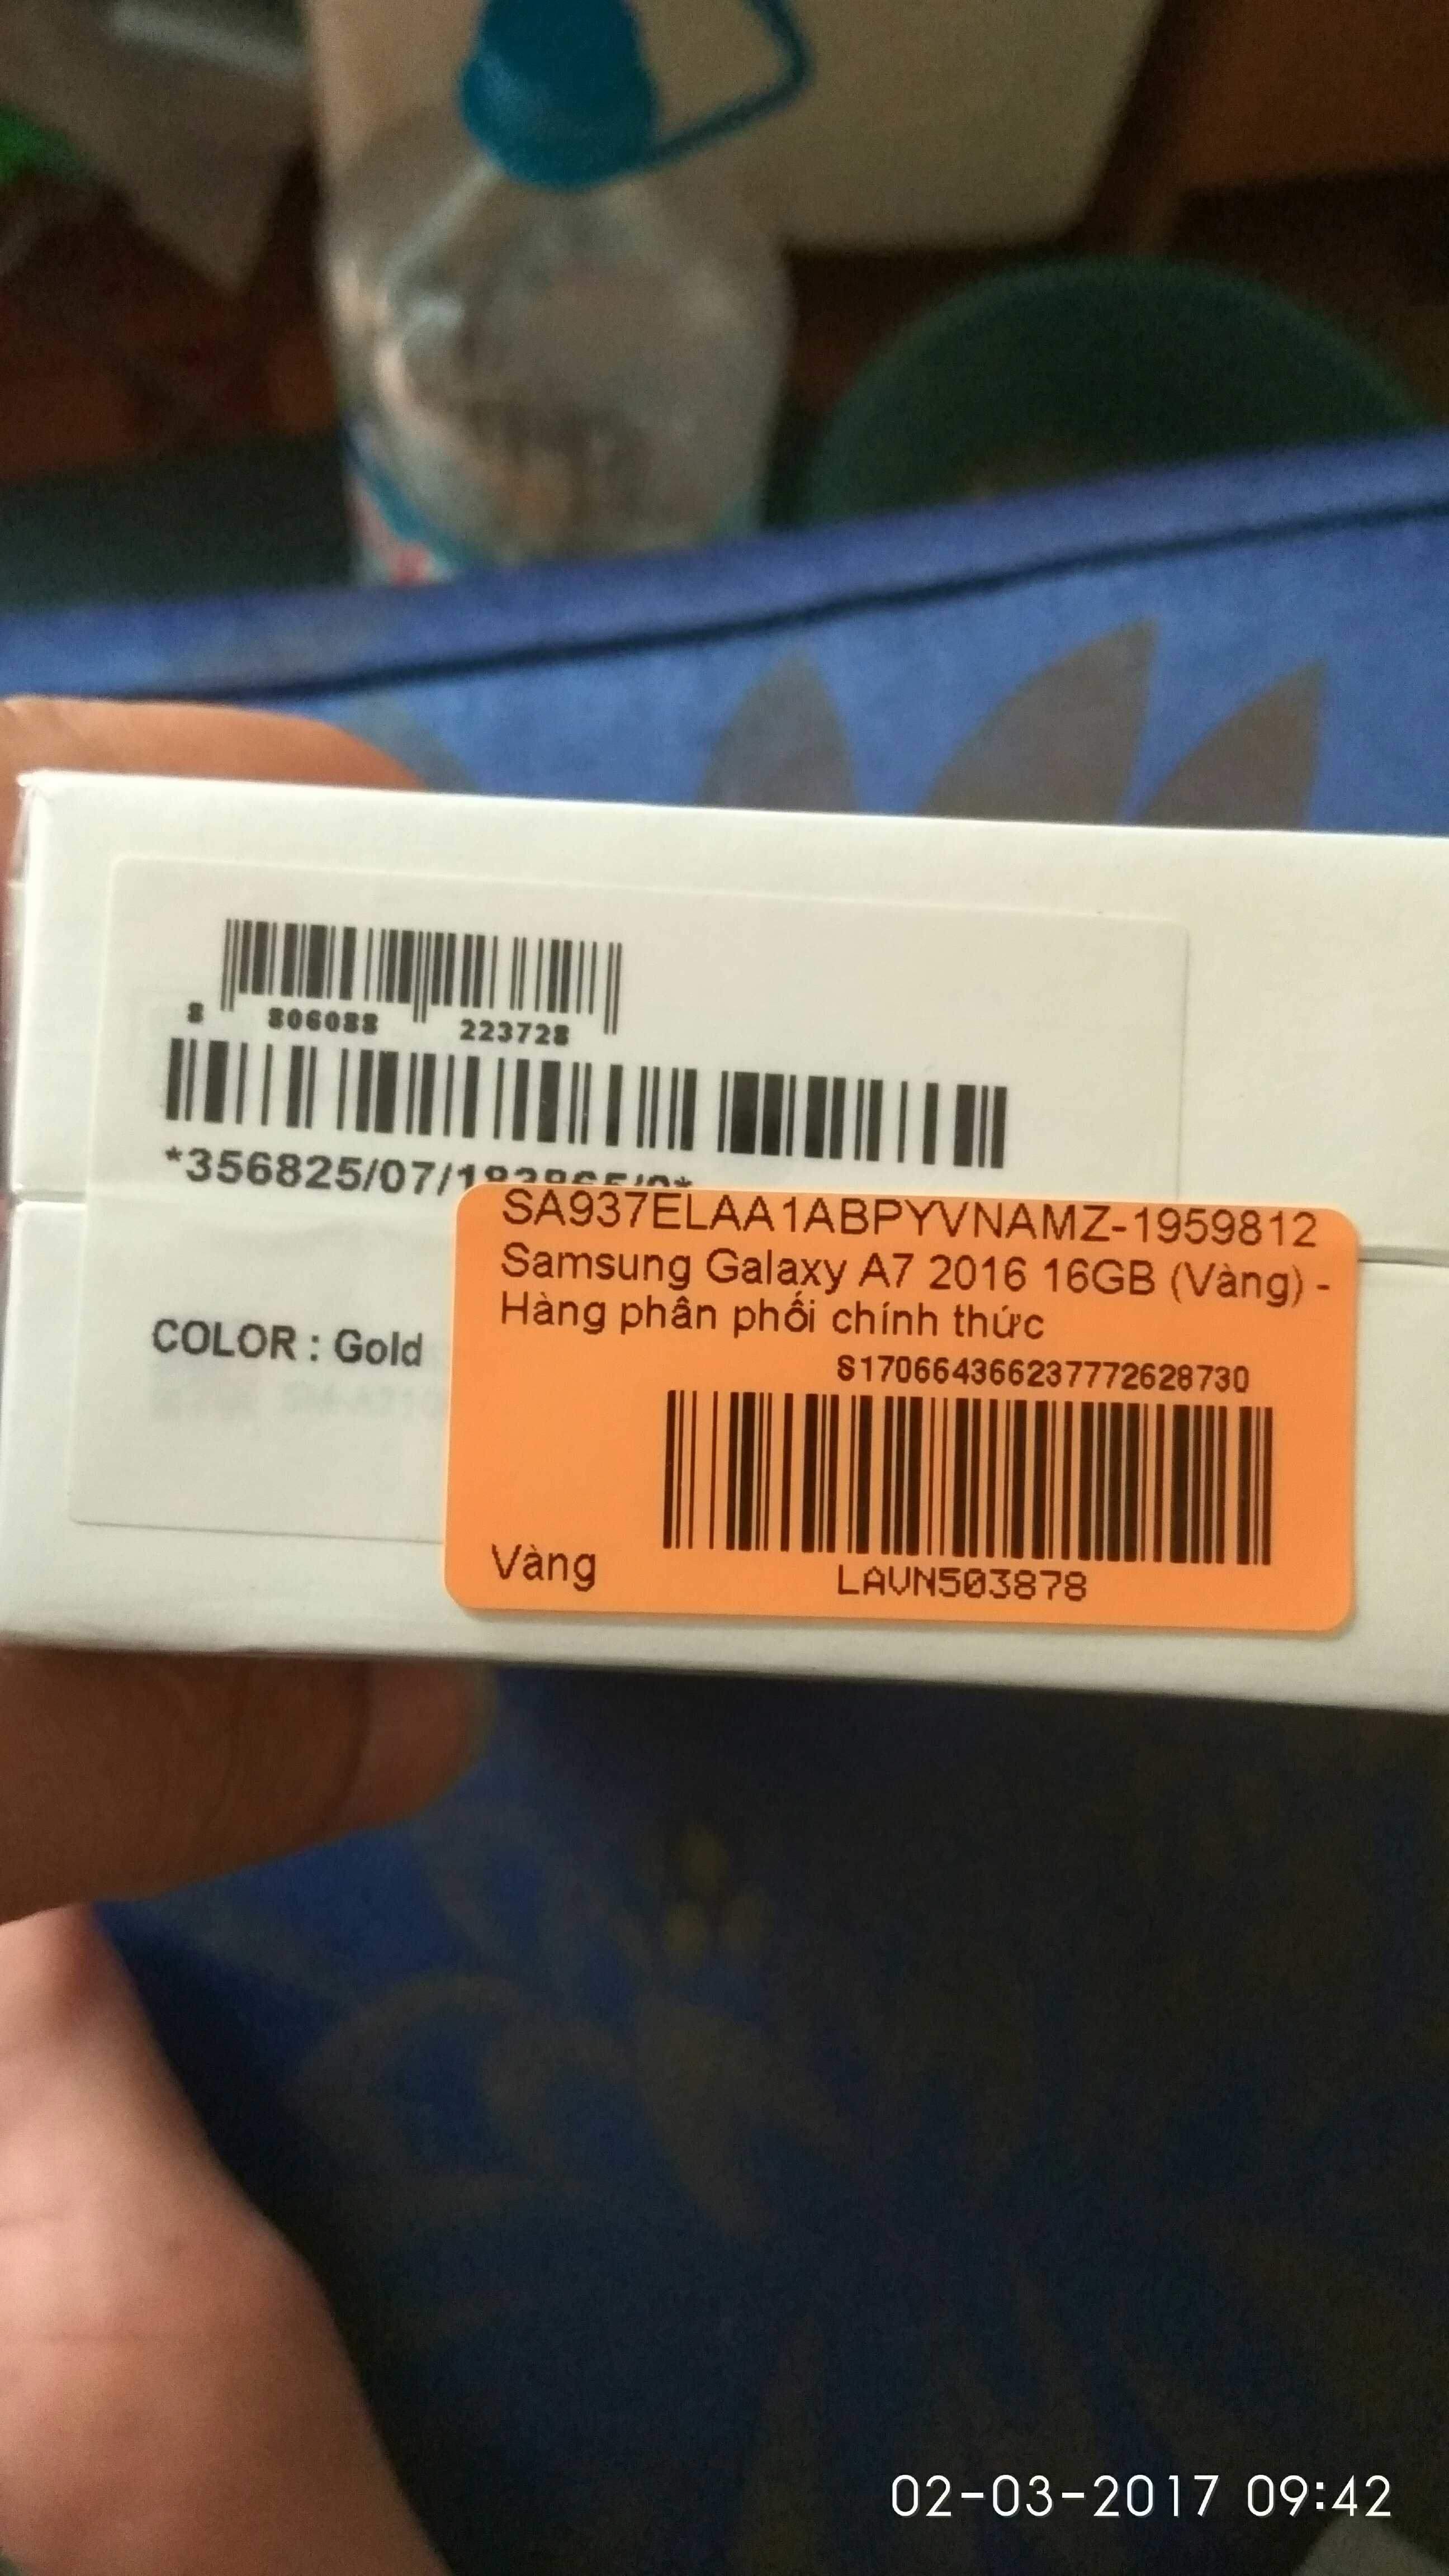 8 806088 223728
*356825/07/
COLOR : Gold
SA937ELAA1ABPYVNAMZ-1959812
Samsung Galaxy A7 2016 16GB (Vàng) -
Hàng phân phối chính thức
S170664366237772628730
Vàng
LAVN503878
02-03-2017 09:42